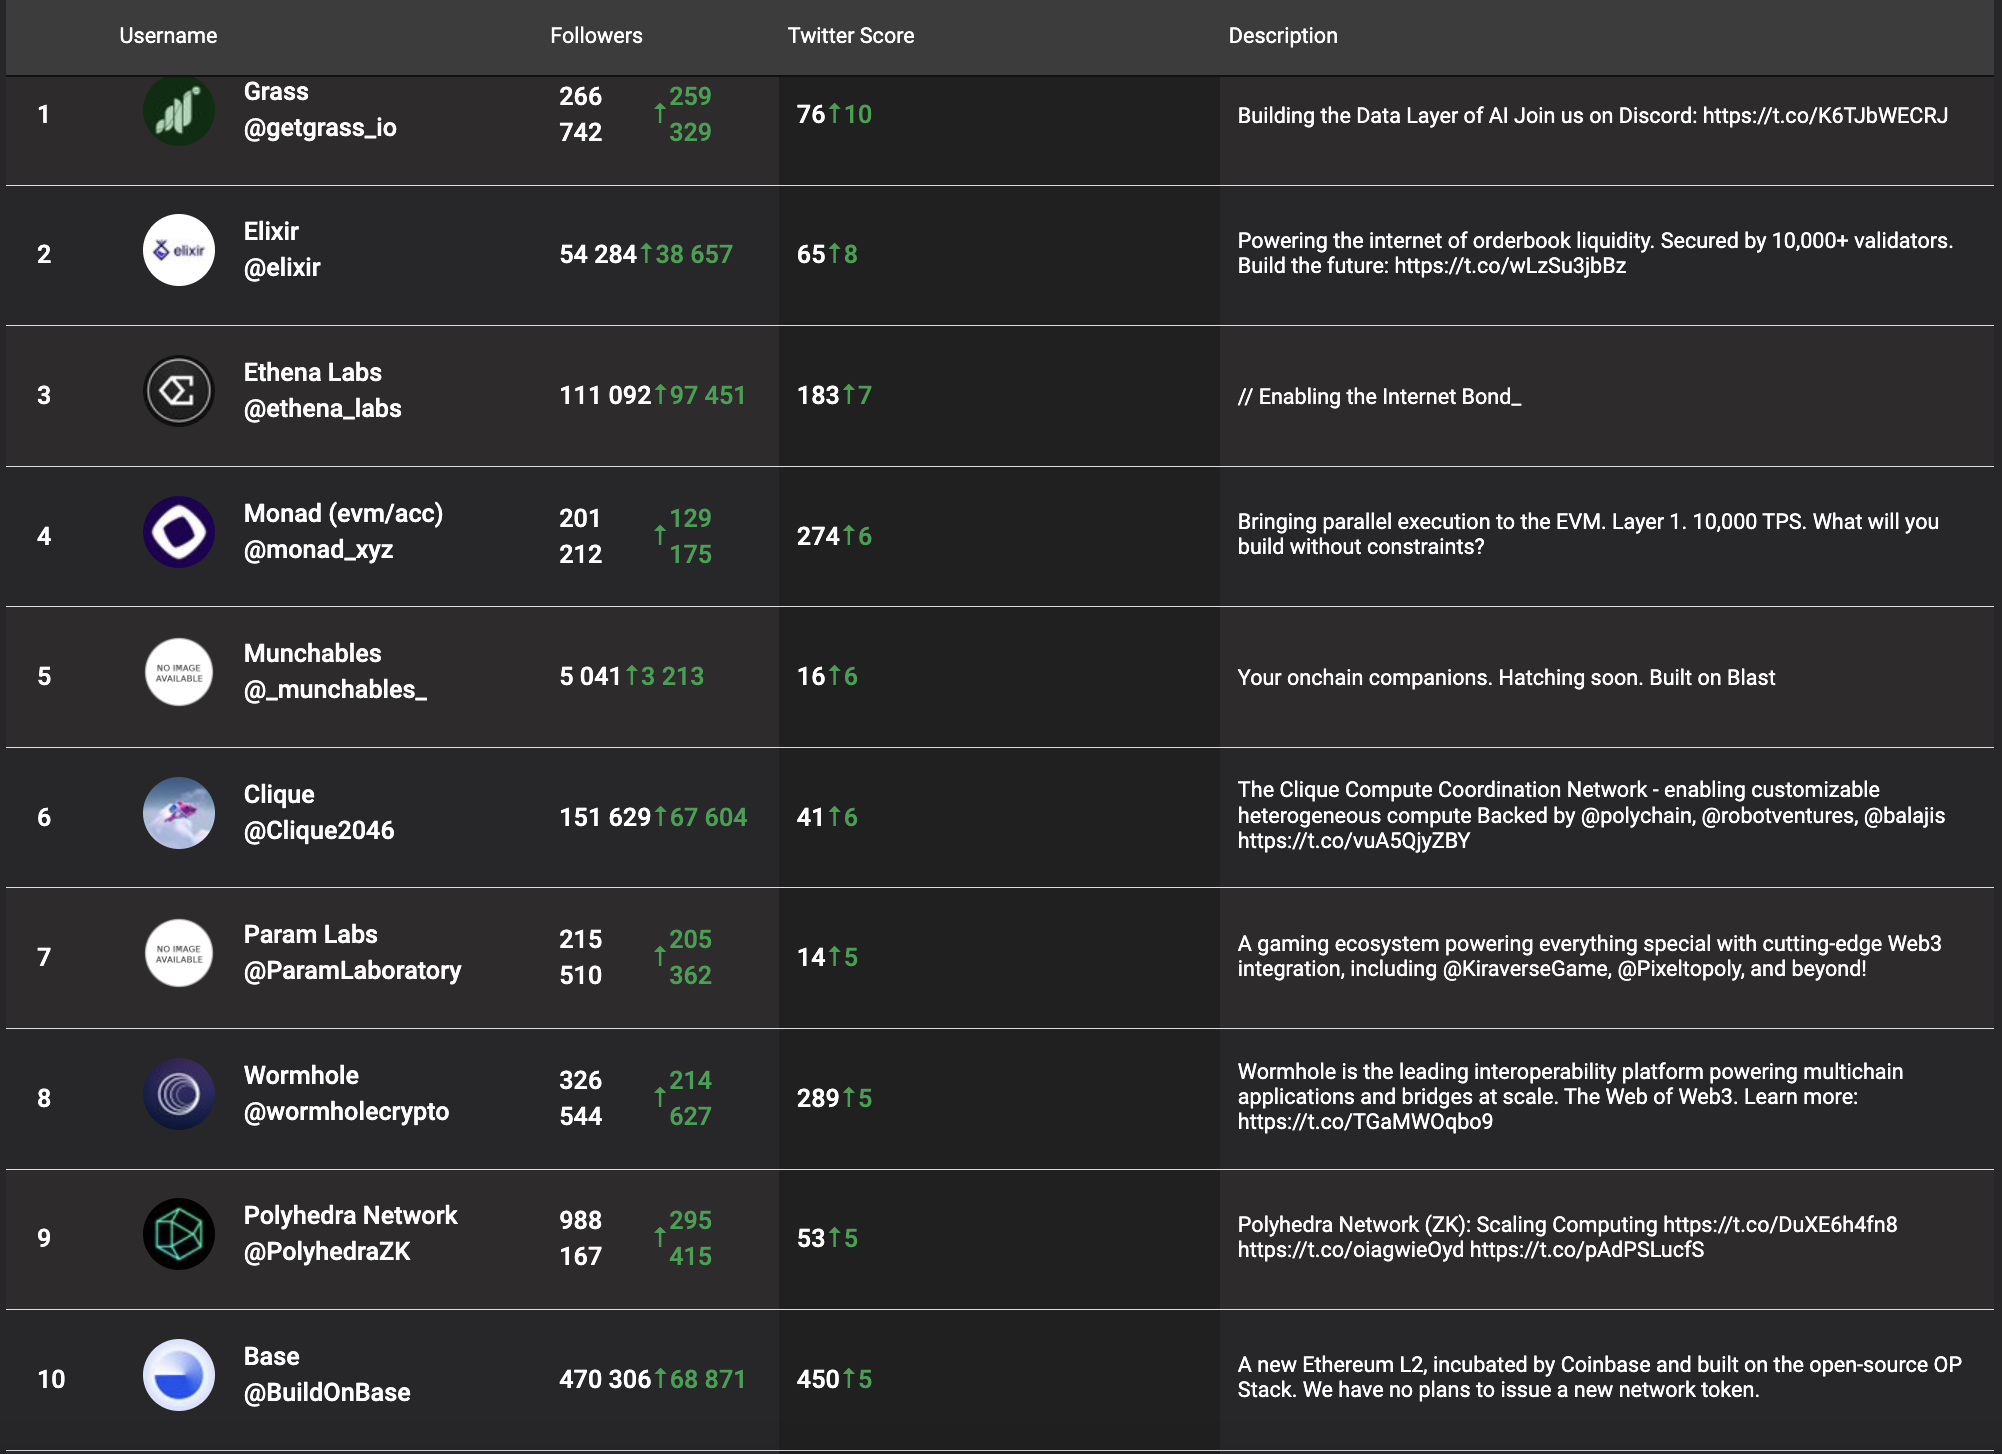 Username Followers Twitter Score Description
1
Grass
@getgrass_io
266
742
↑
259
329
76↑10
Building the Data Layer of AI Join us on Discord: https://t.co/K6TJbWECRJ
2
elixir
Elixir
@elixir
54 284↑38 657
65↑8
Powering the internet of orderbook liquidity. Secured by 10,000+ validators.
Build the future: https://t.co/wLzSu3jbBz
3
Ethena Labs
@ethena_labs
111 092↑97 451
183↑7
// Enabling the Internet Bond_
4
Monad (evm/acc)
@monad_xyz
201
212
↑
129
175
274↑6
Bringing parallel execution to the EVM. Layer 1. 10,000 TPS. What will you
build without constraints?
5
NO IMAGE
AVAILABLE
Munchables
@_munchables_
5 041↑3 213
16↑6
Your onchain companions. Hatching soon. Built on Blast
6
Clique
@Clique2046
151 629↑67 604
41↑6
The Clique Compute Coordination Network - enabling customizable
heterogeneous compute Backed by @polychain, @robotventures, @balajis
https://t.co/vuA5QjyZBY
7
NO IMAGE
AVAILABLE
Param Labs
@ParamLaboratory
215
510
↑
205
362
14↑5
A gaming ecosystem powering everything special with cutting-edge Web3
integration, including @KiraverseGame, @Pixeltopoly, and beyond!
8
Wormhole
@wormholecrypto
326
544
↑
214
627
289↑5
Wormhole is the leading interoperability platform powering multichain
applications and bridges at scale. The Web of Web3. Learn more:
https://t.co/TGaMWOqbo9
9
Polyhedra Network
@PolyhedraZK
988
167
↑
295
415
53↑5
Polyhedra Network (ZK): Scaling Computing https://t.co/DuXE6h4fn8
https://t.co/oiagwieOyd https://t.co/pAdPSLucfS
10
Base
@BuildOnBase
470 306↑68 871
450↑5
A new Ethereum L2, incubated by Coinbase and built on the open-source OP
Stack. We have no plans to issue a new network token.